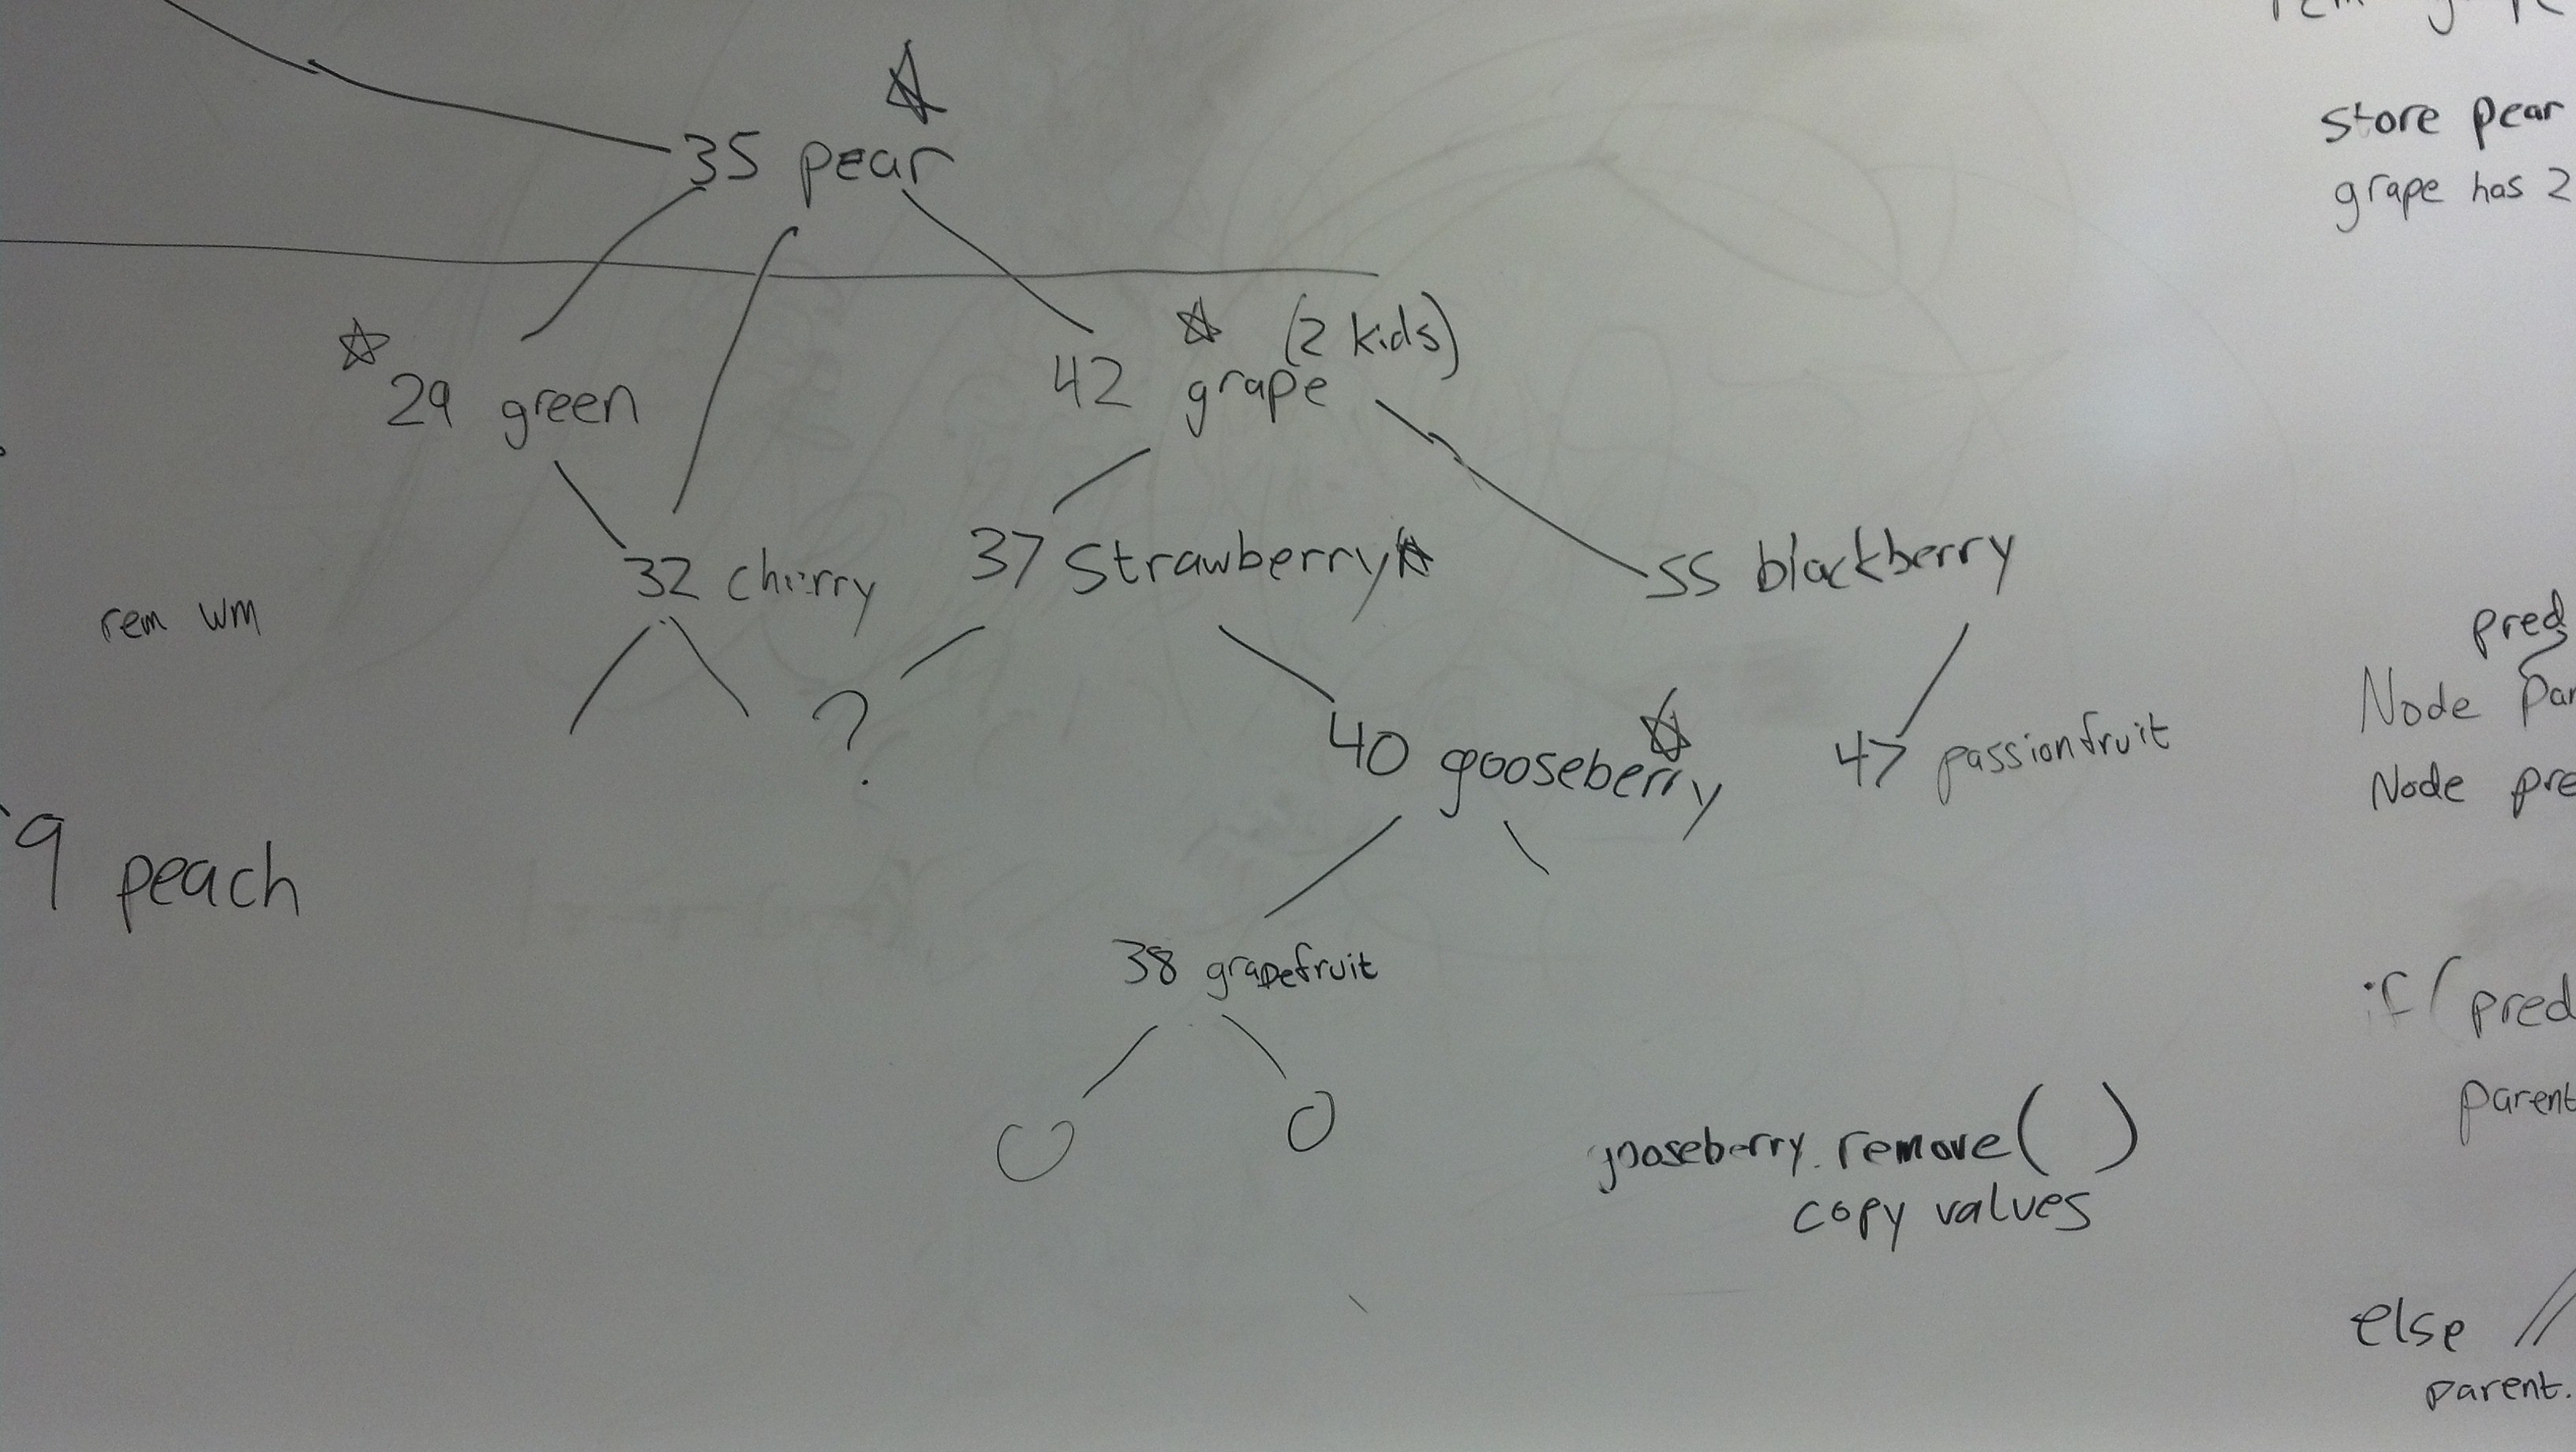 store pear
35 pear
grape has 2
(2 kids)
29 green
42 grape
32 cherry
37 strawberry
55 blackberry
rem wm
pred
Node par
?
40 gooseberry
47 passionfruit
Node pre
9 peach
38 grapefruit
if ( pred
parent
gooseberry.remove( )
copy values
else //
parent.